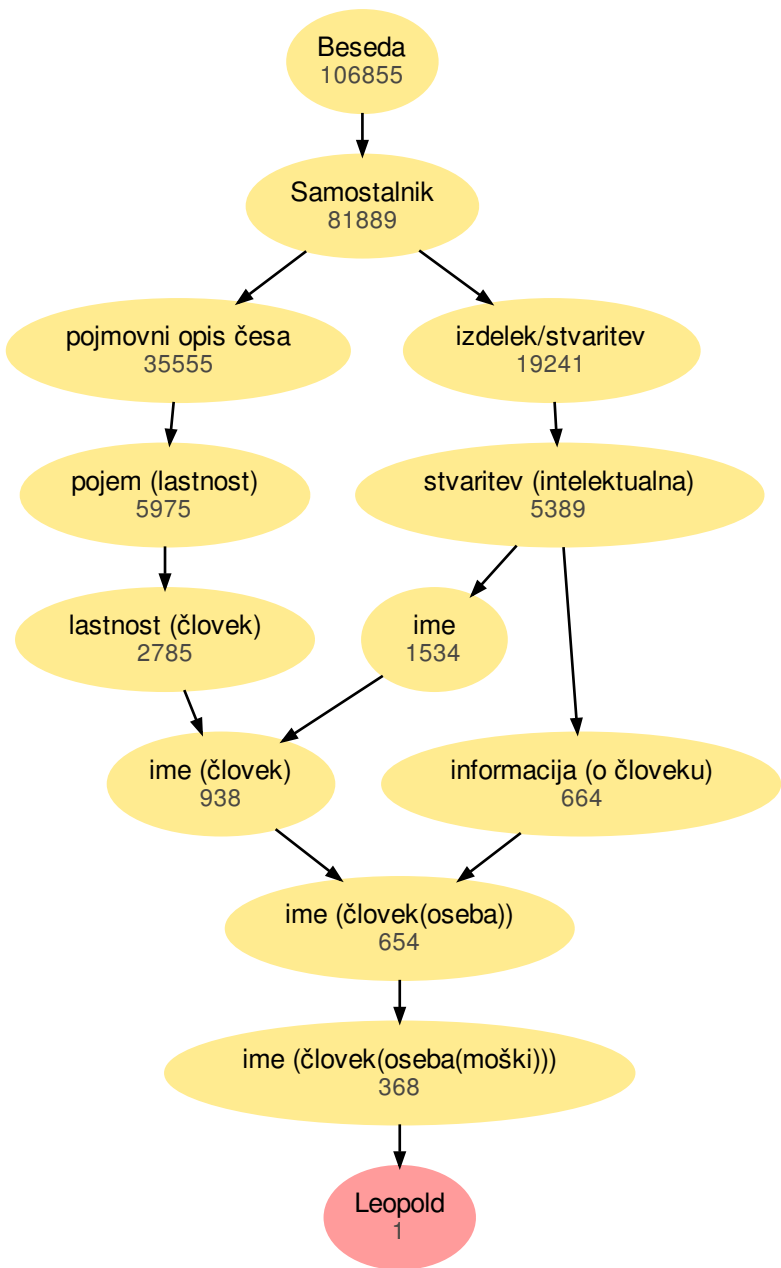 Beseda
106855
Samostalnik
81889
pojmovni opis česa
35555
izdelek/stvaritev
19241
pojem (lastnost)
5975
stvaritev (intelektualna)
5389
lastnost (človek)
2785
ime
1534
ime (človek)
938
informacija (o človeku)
664
ime (človek(oseba))
654
ime (človek(oseba(moški)))
368
Leopold
1